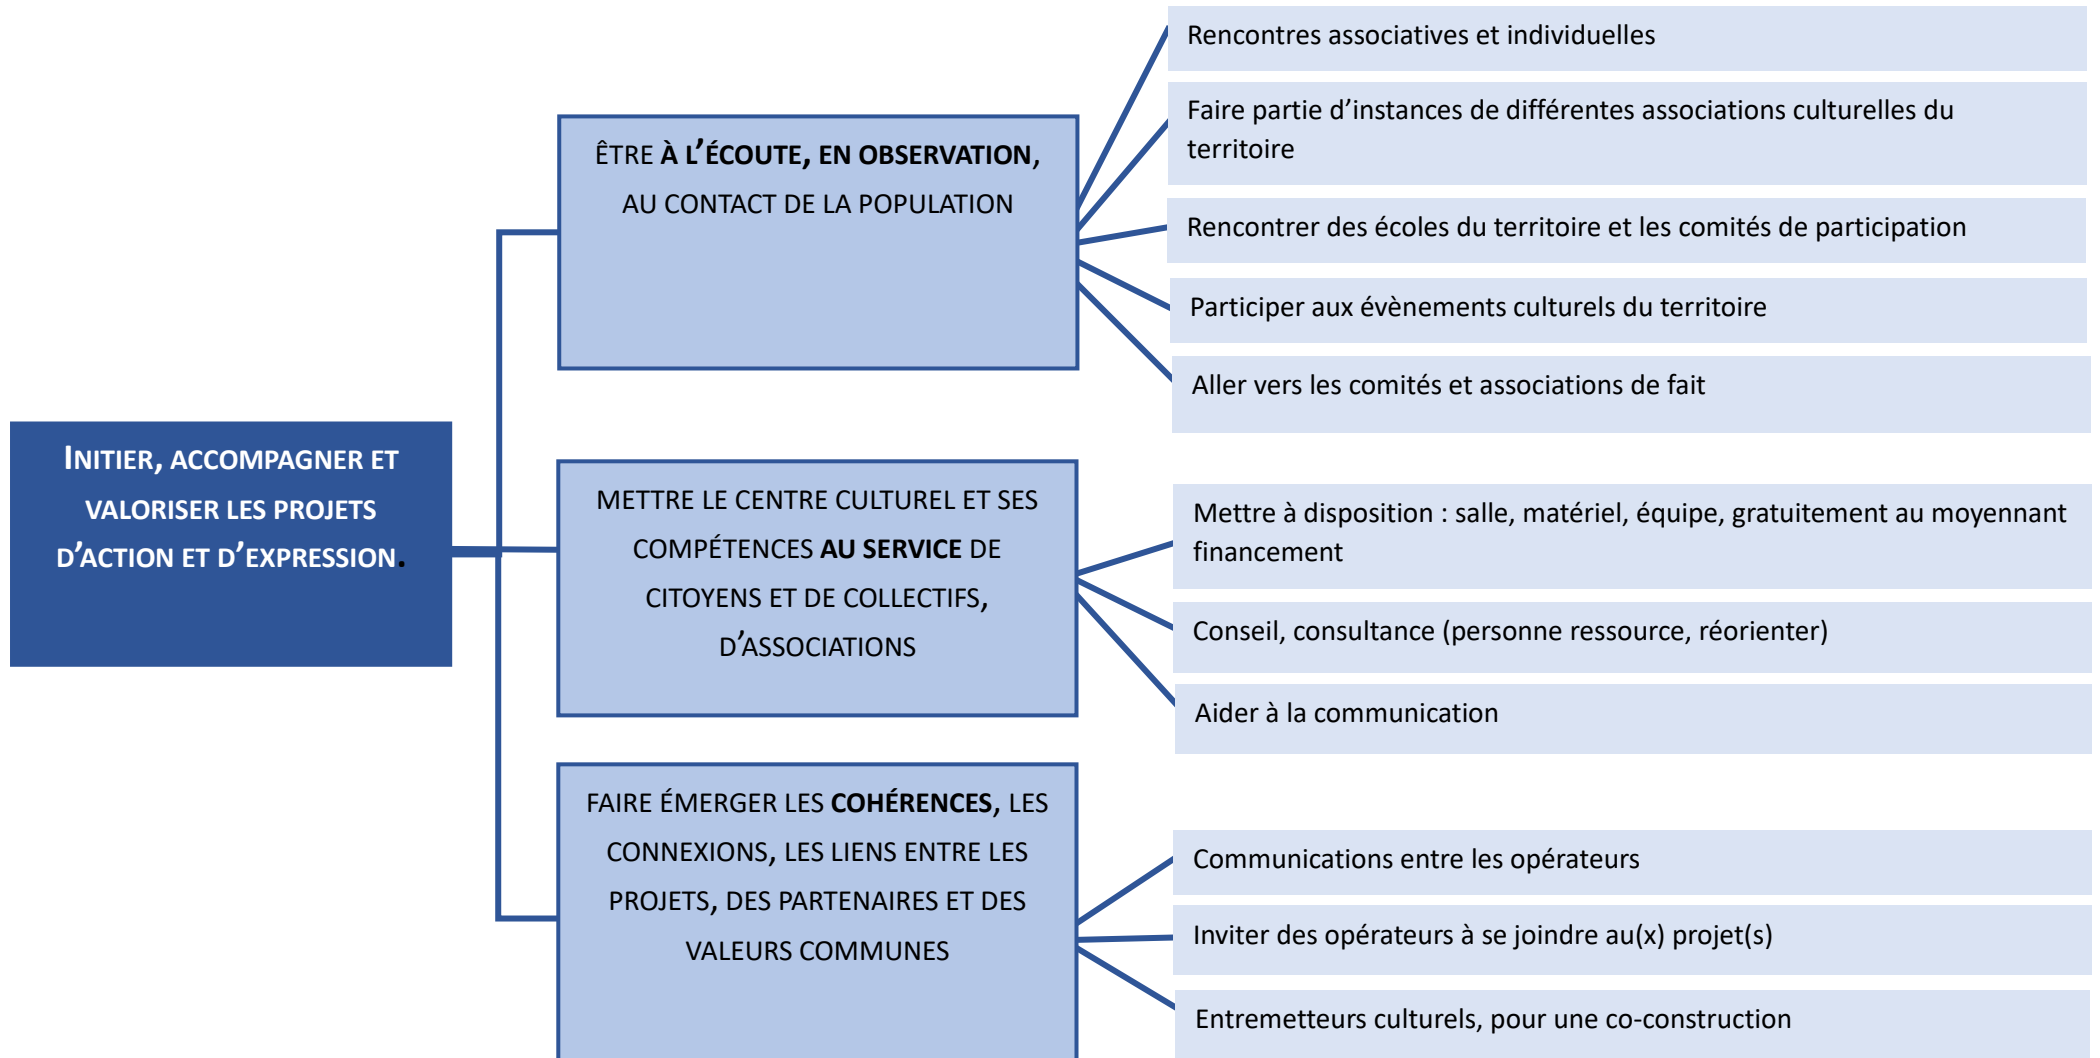 INITIER, ACCOMPAGNER ET
VALORISER LES PROJETS
D’ACTION ET D’EXPRESSION.
ÊTRE À L’ÉCOUTE, EN OBSERVATION,
AU CONTACT DE LA POPULATION
Rencontres associatives et individuelles
Faire partie d’instances de différentes associations culturelles du
territoire
Rencontrer des écoles du territoire et les comités de participation
Participer aux évènements culturels du territoire
Aller vers les comités et associations de fait
METTRE LE CENTRE CULTUREL ET SES
COMPÉTENCES AU SERVICE DE
CITOYENS ET DE COLLECTIFS,
D’ASSOCIATIONS
Mettre à disposition : salle, matériel, équipe, gratuitement au moyennant
financement
Conseil, consultance (personne ressource, réorienter)
Aider à la communication
FAIRE ÉMERGER LES COHÉRENCES, LES
CONNEXIONS, LES LIENS ENTRE LES
PROJETS, DES PARTENAIRES ET DES
VALEURS COMMUNES
Communications entre les opérateurs
Inviter des opérateurs à se joindre au(x) projet(s)
Entremetteurs culturels, pour une co-construction